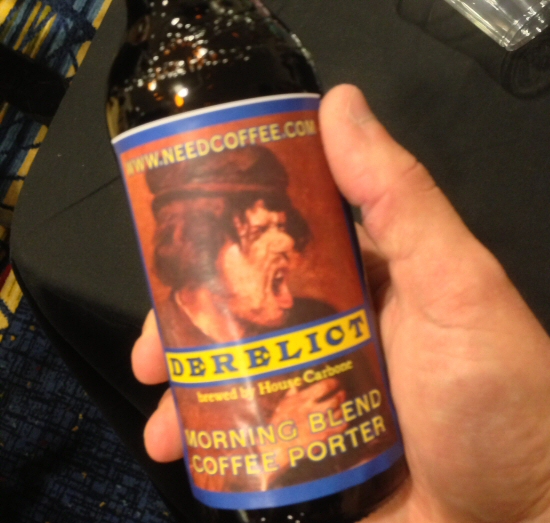 WWW.NEEDCOFFEE.COM
DERELICT
brewed by House Carbone
MORNING BLEND
COFFEE PORTER